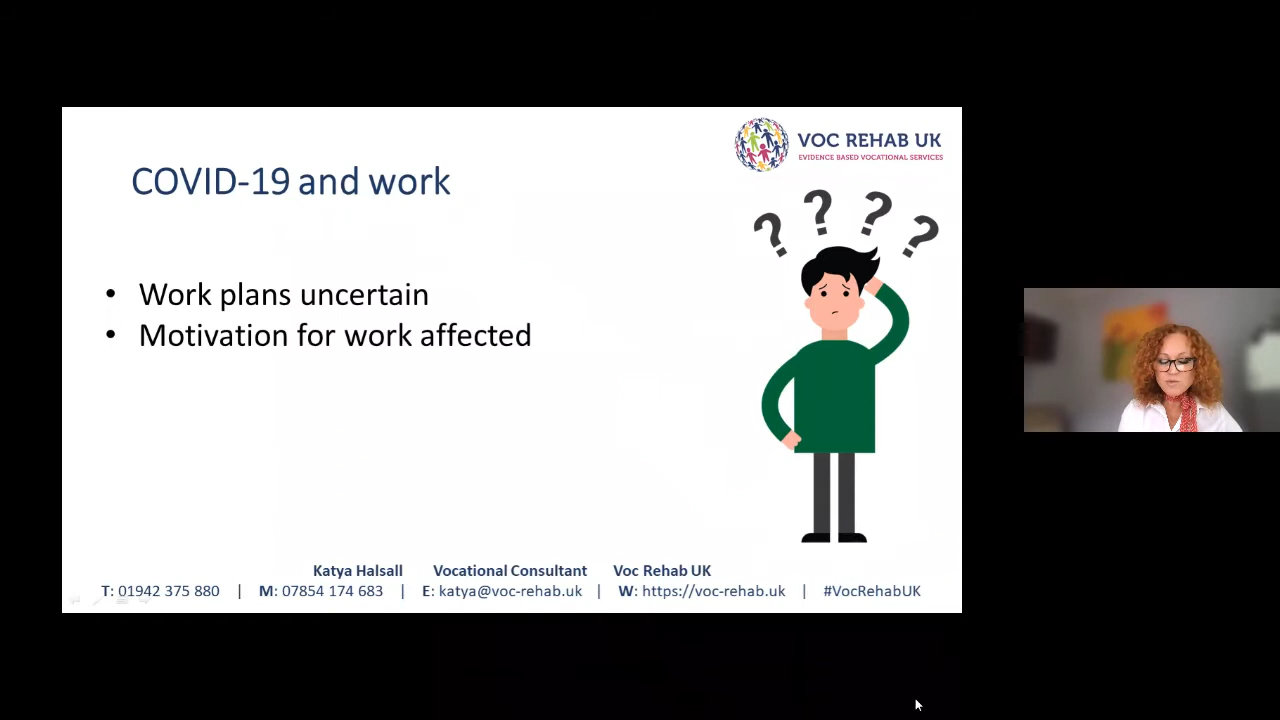 VOC REHAB UK
EVIDENCE BASED VOCATIONAL SERVICES
COVID-19 and work
? ? ? ?
• Work plans uncertain
• Motivation for work affected
Katya Halsall Vocational Consultant Voc Rehab UK
T: 01942 375 880 | M: 07854 174 683 | E: katya@voc-rehab.uk | W: https://voc-rehab.uk | #VocRehabUK